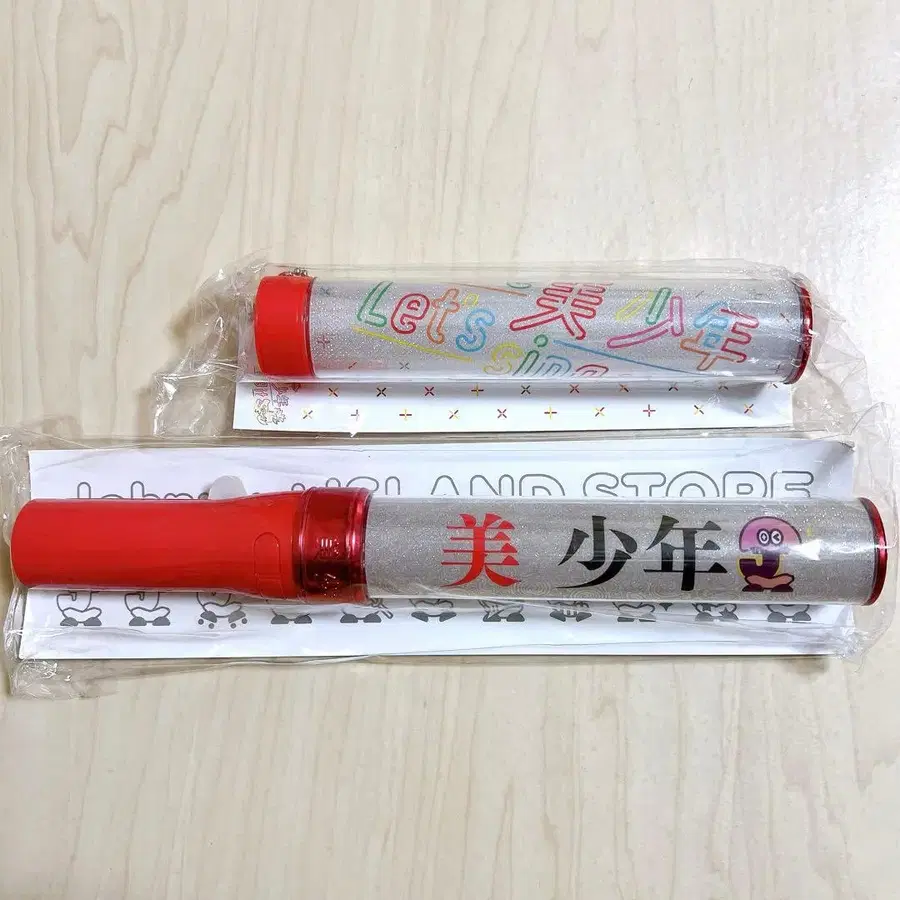 Let's
美 少年
sing
Johnny's ISLAND STORE
美 少年